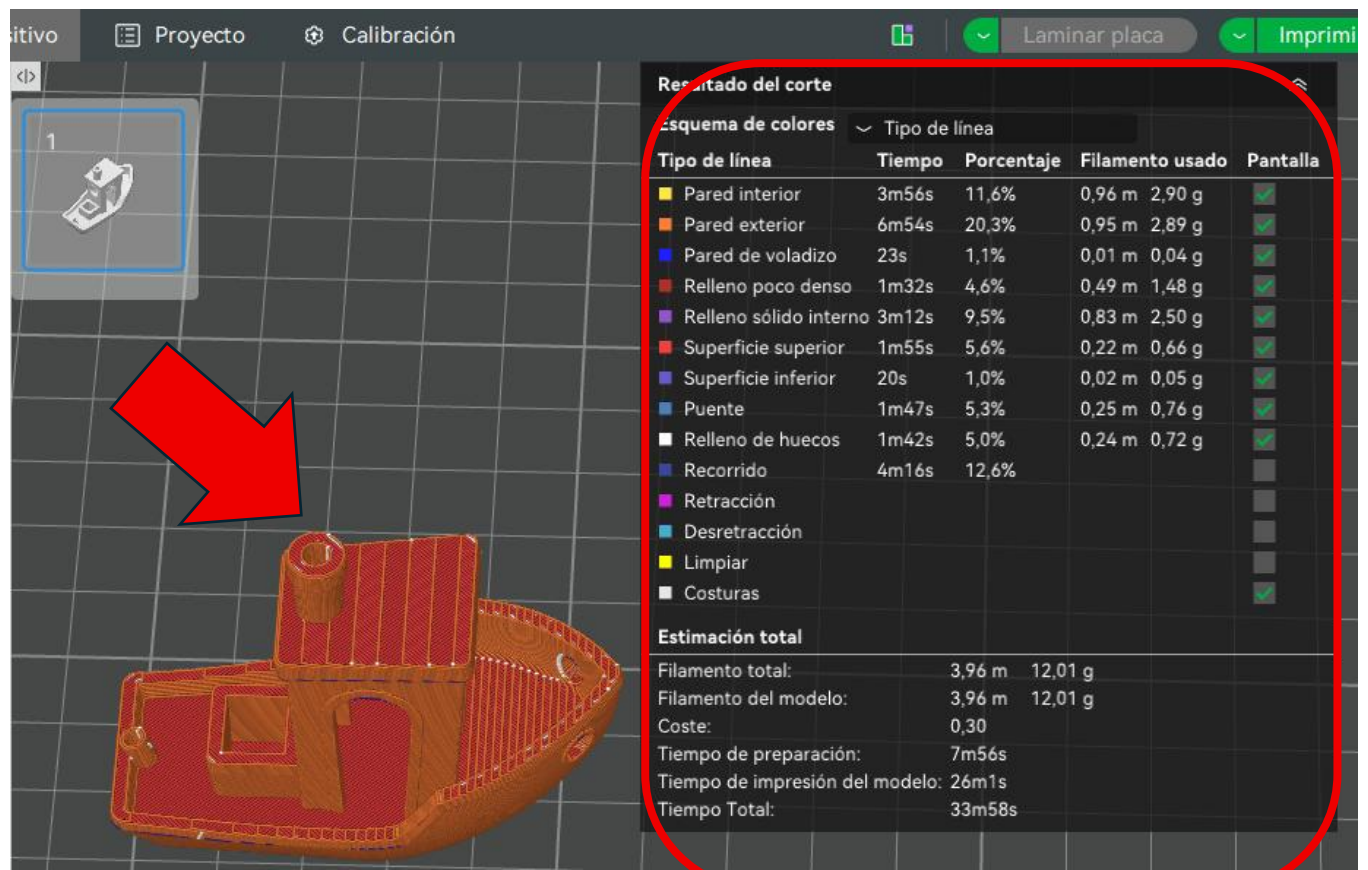 sitivo Proyecto Calibración Laminar placa Imprimi
1
Resultado del corte
Esquema de colores Tipo de línea
Tipo de línea Tiempo Porcentaje Filamento usado Pantalla
Pared interior 3m56s 11,6% 0,96 m 2,90 g
Pared exterior 6m54s 20,3% 0,95 m 2,89 g
Pared de voladizo 23s 1,1% 0,01 m 0,04 g
Relleno poco denso 1m32s 4,6% 0,49 m 1,48 g
Relleno sólido interno 3m12s 9,5% 0,83 m 2,50 g
Superficie superior 1m55s 5,6% 0,22 m 0,66 g
Superficie inferior 20s 1,0% 0,02 m 0,05 g
Puente 1m47s 5,3% 0,25 m 0,76 g
Relleno de huecos 1m42s 5,0% 0,24 m 0,72 g
Recorrido 4m16s 12,6%
Retracción
Desretracción
Limpiar
Costuras
Estimación total
Filamento total: 3,96 m 12,01 g
Filamento del modelo: 3,96 m 12,01 g
Coste: 0,30
Tiempo de preparación: 7m56s
Tiempo de impresión del modelo: 26m1s
Tiempo Total: 33m58s